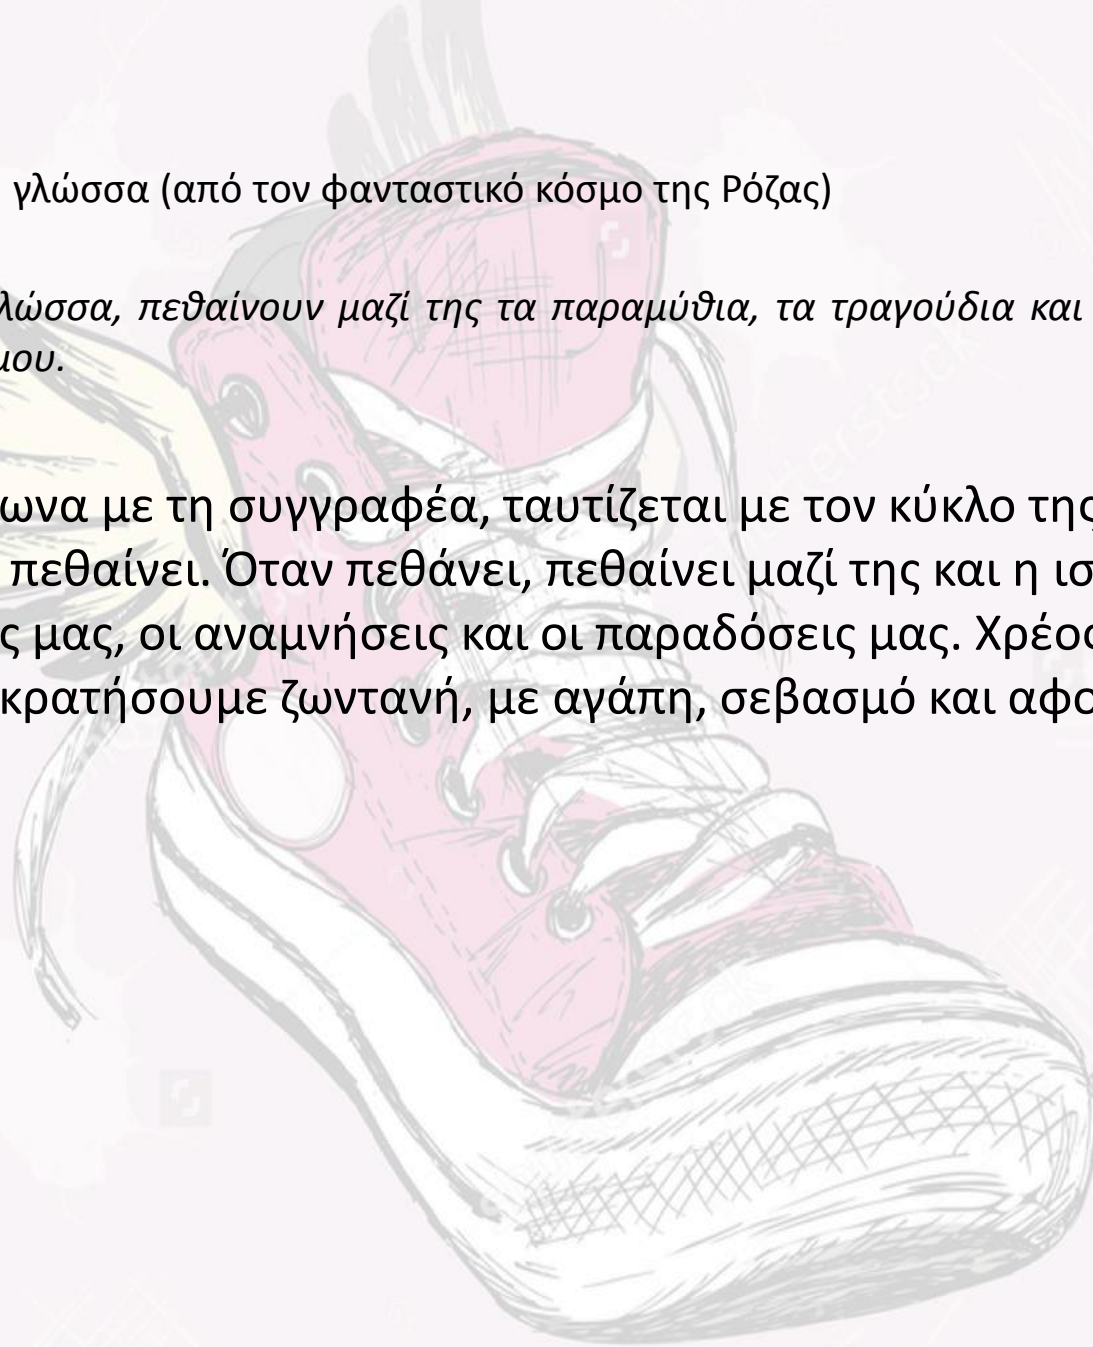 γλώσσα (από τον φανταστικό κόσμο της Ρόζας)
λώσσα, πεθαίνουν μαζί της τα παραμύθια, τα τραγούδια και
μου.
ωνα με τη συγγραφέα, ταυτίζεται με τον κύκλο της
πεθαίνει. Όταν πεθάνει, πεθαίνει μαζί της και η ισ
ς μας, οι αναμνήσεις και οι παραδόσεις μας. Χρέος
κρατήσουμε ζωντανή, με αγάπη, σεβασμό και αφο